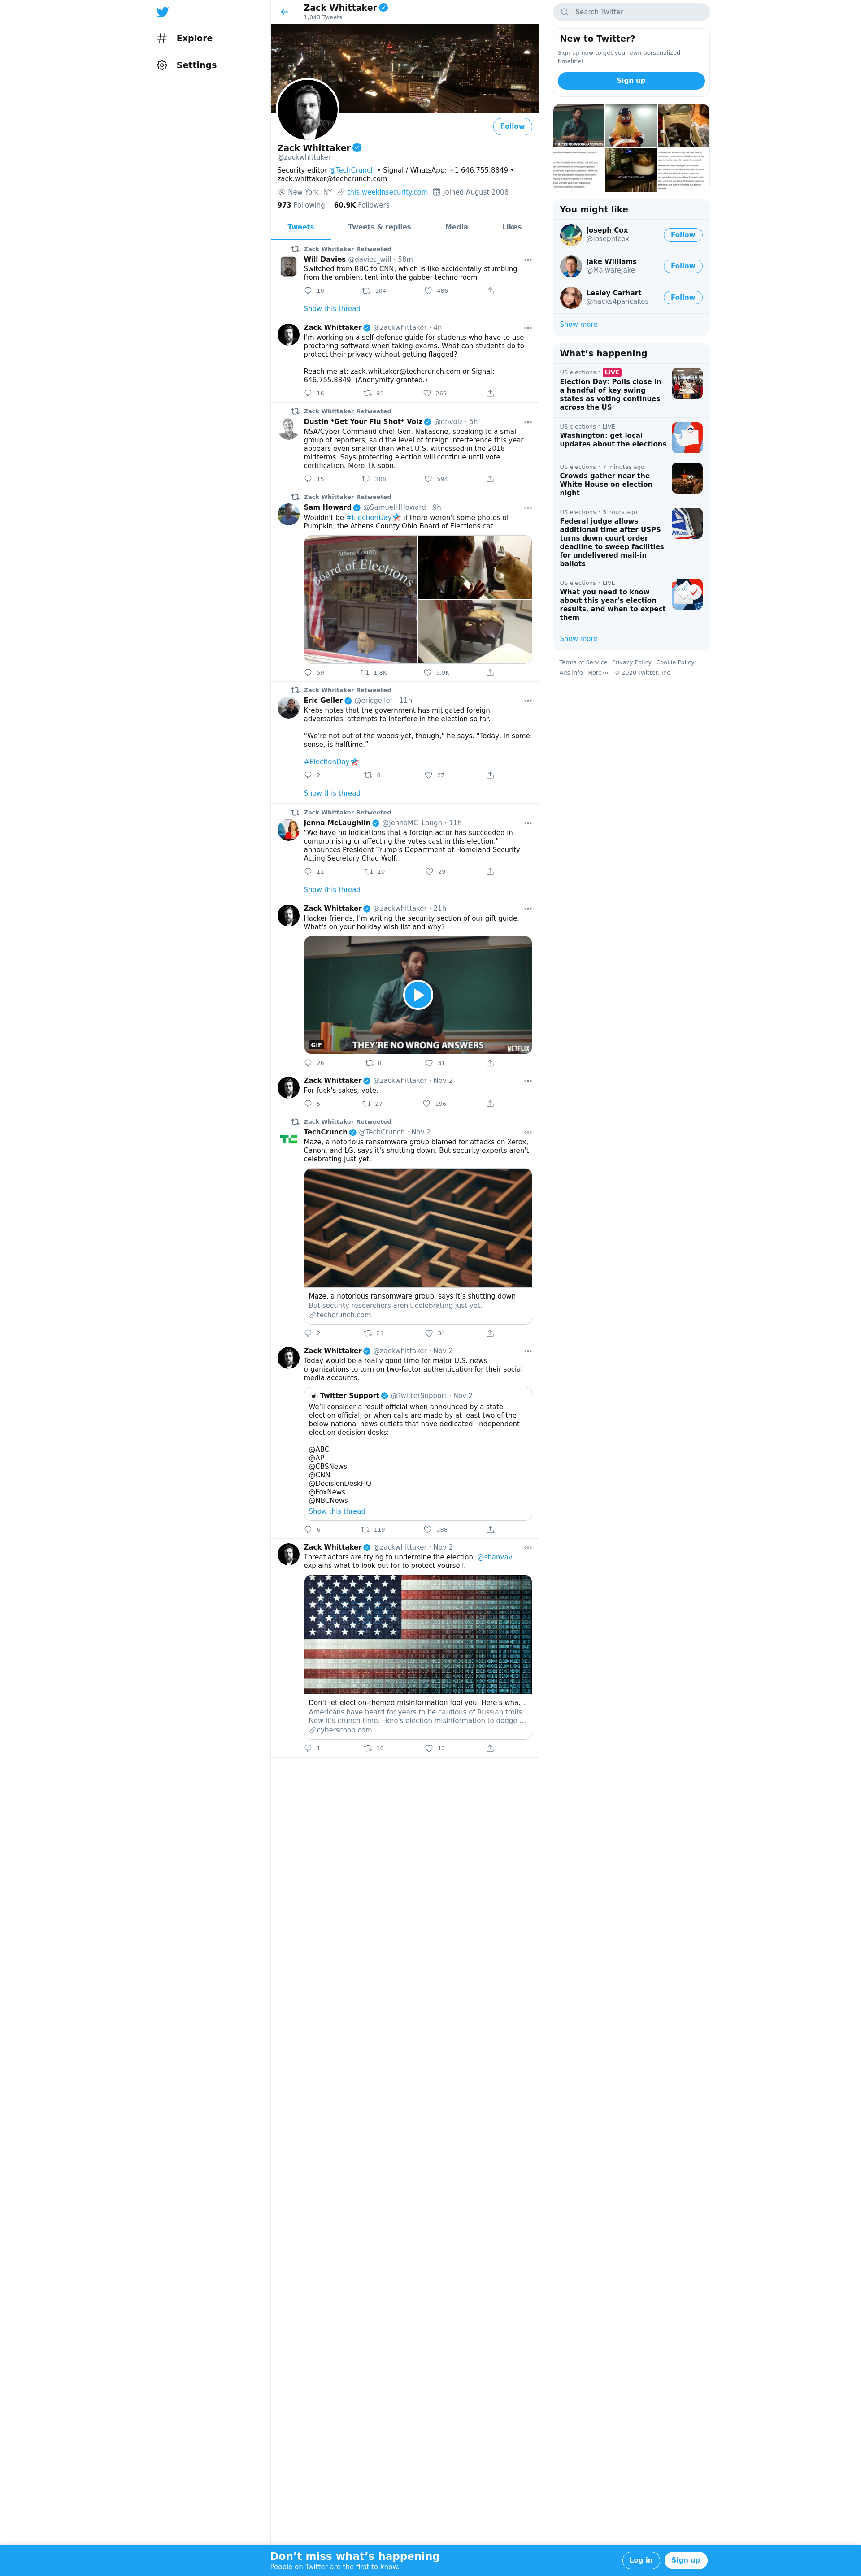 Explore
Settings
Zack Whittaker
1,043 Tweets
Follow
Zack Whittaker
@zackwhittaker
Security editor @TechCrunch • Signal / WhatsApp: +1 646.755.8849 •
zack.whittaker@techcrunch.com
New York, NY this.weekinsecurity.com Joined August 2008
973 Following 60.9K Followers
Tweets Tweets & replies Media Likes
Zack Whittaker Retweeted
Will Davies @davies_will · 58m
Switched from BBC to CNN, which is like accidentally stumbling
from the ambient tent into the gabber techno room
10 104 486
Show this thread
Zack Whittaker @zackwhittaker · 4h
I'm working on a self-defense guide for students who have to use
proctoring software when taking exams. What can students do to
protect their privacy without getting flagged?
Reach me at: zack.whittaker@techcrunch.com or Signal:
646.755.8849. (Anonymity granted.)
16 91 269
Zack Whittaker Retweeted
Dustin *Get Your Flu Shot* Volz @dnvolz · 5h
NSA/Cyber Command chief Gen. Nakasone, speaking to a small
group of reporters, said the level of foreign interference this year
appears even smaller than what U.S. witnessed in the 2018
midterms. Says protecting election will continue until vote
certification. More TK soon.
15 208 594
Zack Whittaker Retweeted
Sam Howard @SamuelHHoward · 9h
Wouldn't be #ElectionDay if there weren't some photos of
Pumpkin, the Athens County Ohio Board of Elections cat.
Athens County
Board of Elections
59 1.8K 5.9K
Zack Whittaker Retweeted
Eric Geller @ericgeller · 11h
Krebs notes that the government has mitigated foreign
adversaries' attempts to interfere in the election so far.
"We're not out of the woods yet, though," he says. "Today, in some
sense, is halftime."
#ElectionDay
2 8 27
Show this thread
Zack Whittaker Retweeted
Jenna McLaughlin @JennaMC_Laugh · 11h
"We have no indications that a foreign actor has succeeded in
compromising or affecting the votes cast in this election,"
announces President Trump's Department of Homeland Security
Acting Secretary Chad Wolf.
11 10 29
Show this thread
Zack Whittaker @zackwhittaker · 21h
Hacker friends. I'm writing the security section of our gift guide.
What's on your holiday wish list and why?
GIF THEY'RE NO WRONG ANSWERS NETFLIX
26 8 31
Zack Whittaker @zackwhittaker · Nov 2
For fuck's sakes, vote.
5 27 196
Zack Whittaker Retweeted
TechCrunch @TechCrunch · Nov 2
Maze, a notorious ransomware group blamed for attacks on Xerox,
Canon, and LG, says it's shutting down. But security experts aren't
celebrating just yet.
Maze, a notorious ransomware group, says it's shutting down
But security researchers aren't celebrating just yet.
techcrunch.com
2 21 34
Zack Whittaker @zackwhittaker · Nov 2
Today would be a really good time for major U.S. news
organizations to turn on two-factor authentication for their social
media accounts.
Twitter Support @TwitterSupport · Nov 2
We'll consider a result official when announced by a state
election official, or when calls are made by at least two of the
below national news outlets that have dedicated, independent
election decision desks:
@ABC
@AP
@CBSNews
@CNN
@DecisionDeskHQ
@FoxNews
@NBCNews
Show this thread
6 119 388
Zack Whittaker @zackwhittaker · Nov 2
Threat actors are trying to undermine the election. @shanvav
explains what to look out for to protect yourself.
Don't let election-themed misinformation fool you. Here's wha...
Americans have heard for years to be cautious of Russian trolls.
Now it's crunch time. Here's election misinformation to dodge ...
cyberscoop.com
1 10 12
Search Twitter
New to Twitter?
Sign up now to get your own personalized
timeline!
Sign up
You might like
Joseph Cox
@josephfcox
Follow
Jake Williams
@MalwareJake
Follow
Lesley Carhart
@hacks4pancakes
Follow
Show more
What's happening
US elections · LIVE
Election Day: Polls close in
a handful of key swing
states as voting continues
across the US
US elections · LIVE
Washington: get local
updates about the elections
US elections · 7 minutes ago
Crowds gather near the
White House on election
night
US elections · 3 hours ago
Federal judge allows
additional time after USPS
turns down court order
deadline to sweep facilities
for undelivered mail-in
ballots
US elections · LIVE
What you need to know
about this year's election
results, and when to expect
them
Show more
Terms of Service Privacy Policy Cookie Policy
Ads info More © 2020 Twitter, Inc.
Don't miss what's happening
People on Twitter are the first to know.
Log in Sign up